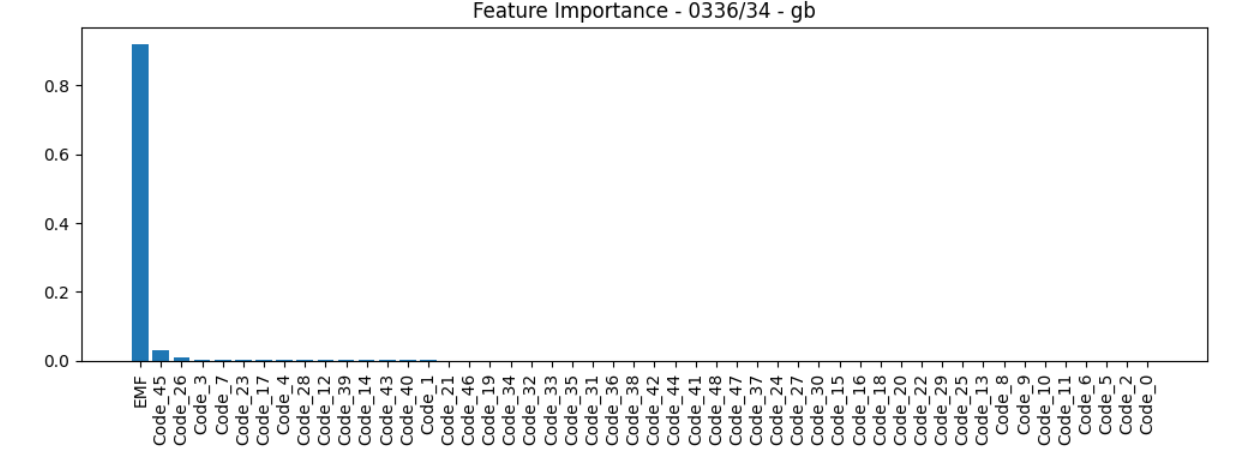 Feature Importance - 0336/34 - gb
0.8
0.6
0.4
0.2
0.0
EMF
Code_45
Code_26
Code_3
Code_7
Code_23
Code_17
Code_4
Code_28
Code_12
Code_39
Code_14
Code_43
Code_40
Code_1
Code_21
Code_46
Code_19
Code_34
Code_32
Code_33
Code_35
Code_31
Code_36
Code_38
Code_42
Code_44
Code_41
Code_48
Code_47
Code_37
Code_24
Code_27
Code_30
Code_15
Code_16
Code_18
Code_20
Code_22
Code_29
Code_25
Code_13
Code_8
Code_9
Code_10
Code_11
Code_6
Code_5
Code_2
Code_0